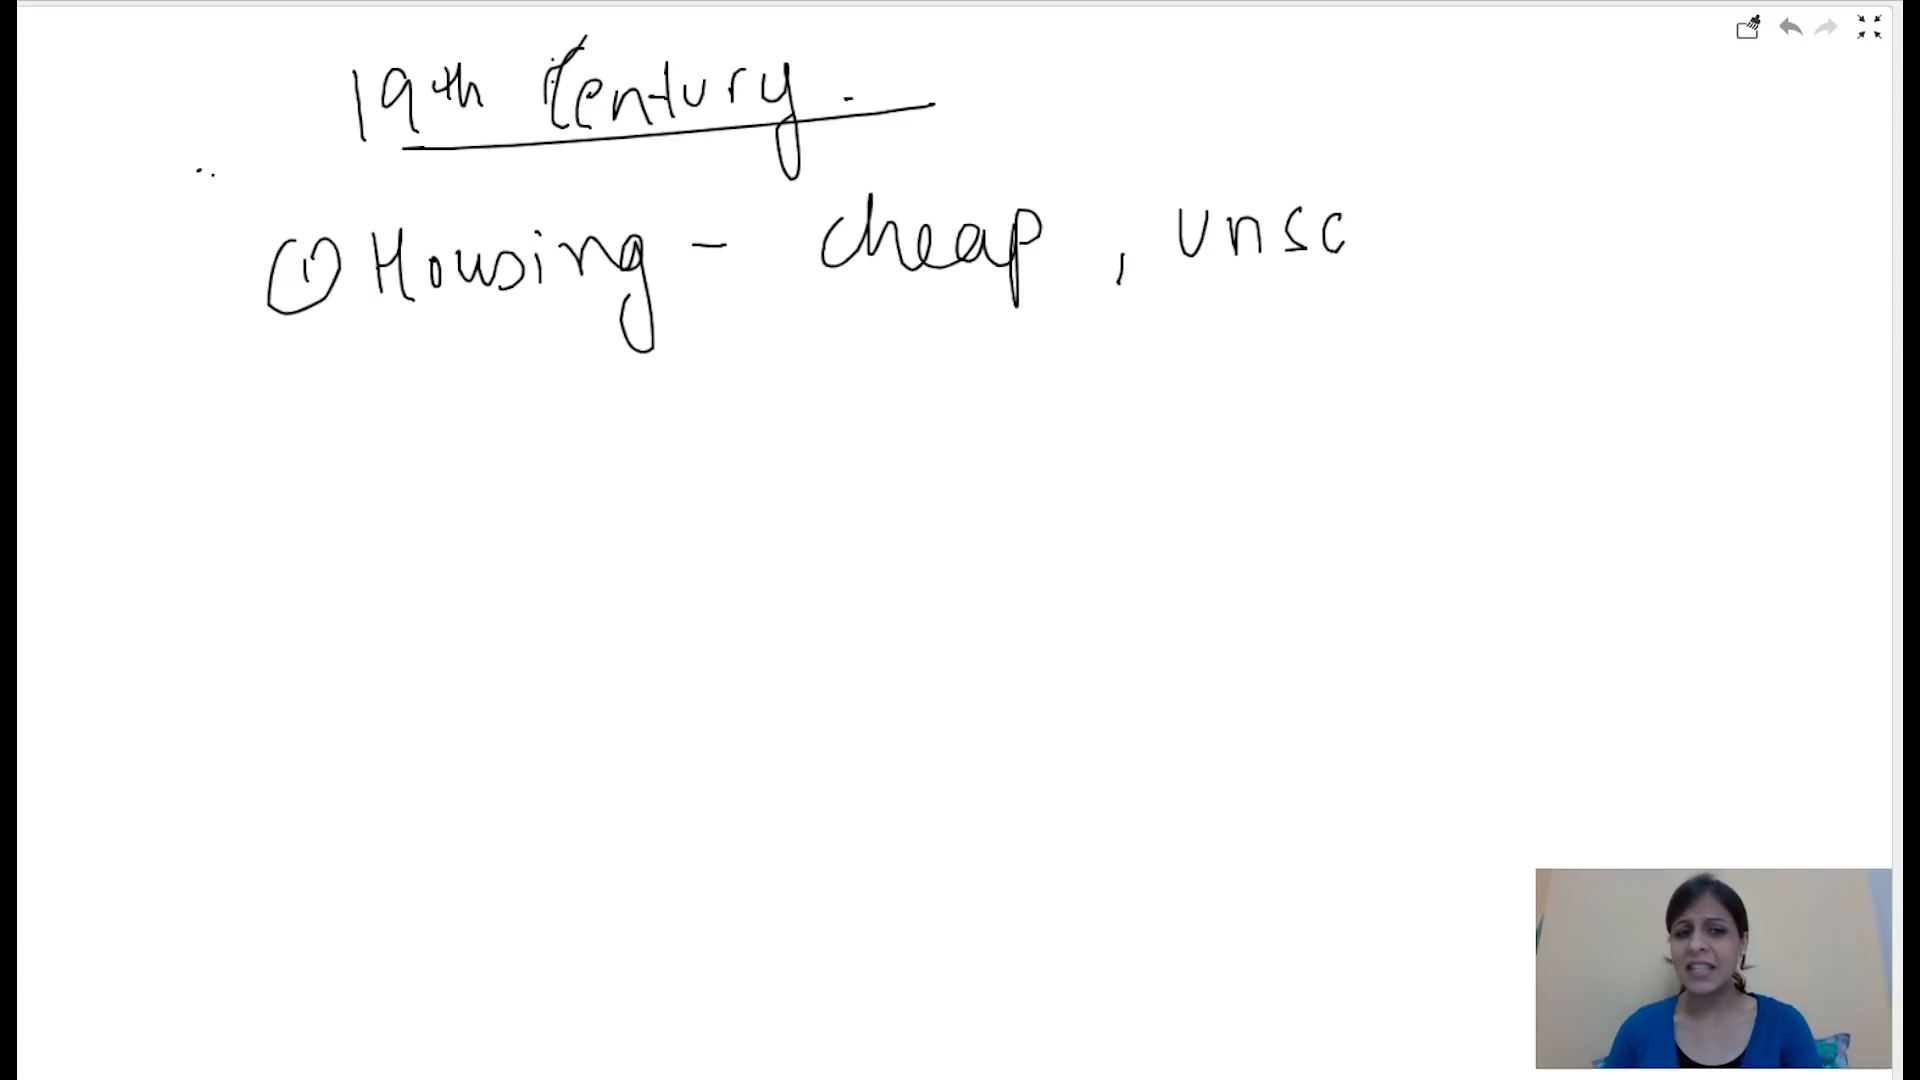 19th Century.
① Housing - cheap, unsc